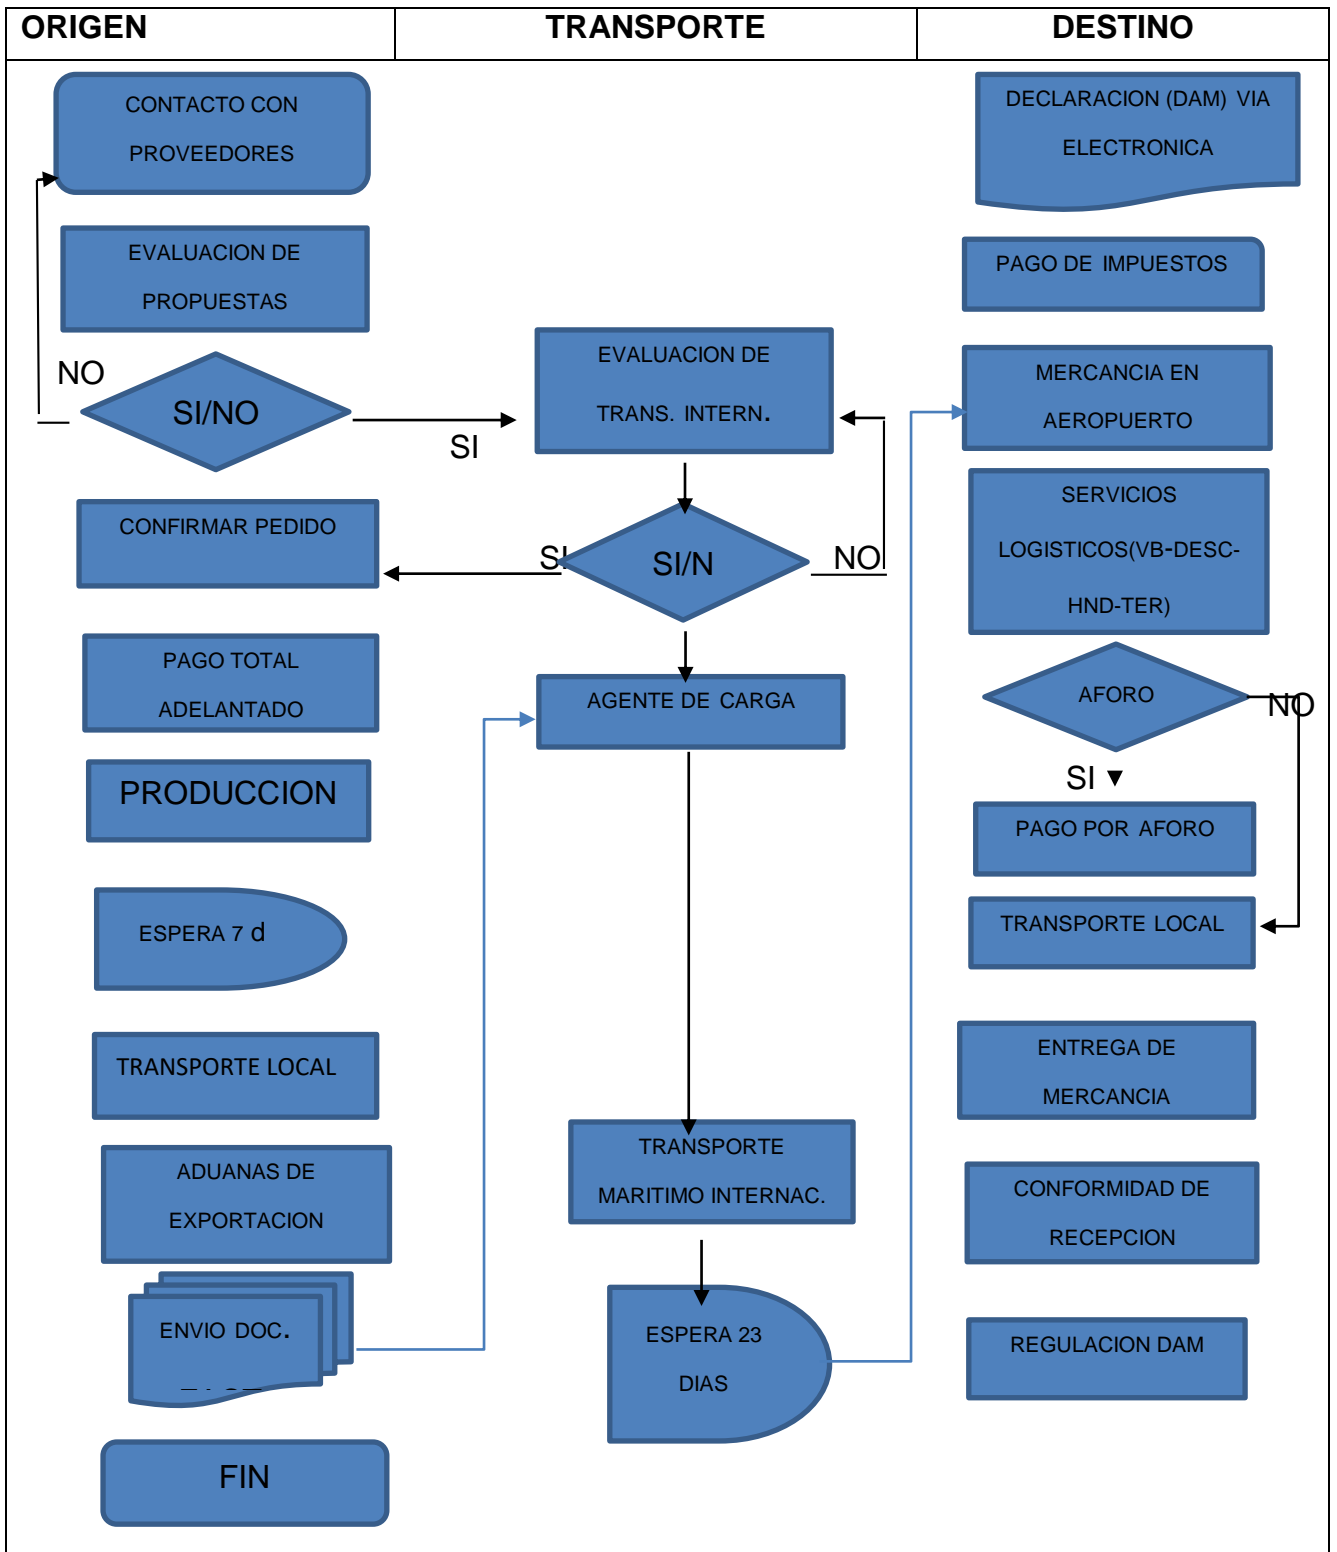 ORIGEN
TRANSPORTE
DESTINO
CONTACTO CON
PROVEEDORES
EVALUACION DE
PROPUESTAS
NO
SI/NO
SI
CONFIRMAR PEDIDO
PAGO TOTAL
ADELANTADO
PRODUCCION
ESPERA 7 d
TRANSPORTE LOCAL
ADUANAS DE
EXPORTACION
ENVIO DOC.
FIN
EVALUACION DE
TRANS. INTERN.
SI
SI/N
NO
AGENTE DE CARGA
TRANSPORTE
MARITIMO INTERNAC.
ESPERA 23
DIAS
DECLARACION (DAM) VIA
ELECTRONICA
PAGO DE IMPUESTOS
MERCANCIA EN
AEROPUERTO
SERVICIOS
LOGISTICOS(VB-DESC-
HND-TER)
AFORO
NO
SI
PAGO POR AFORO
TRANSPORTE LOCAL
ENTREGA DE
MERCANCIA
CONFORMIDAD DE
RECEPCION
REGULACION DAM